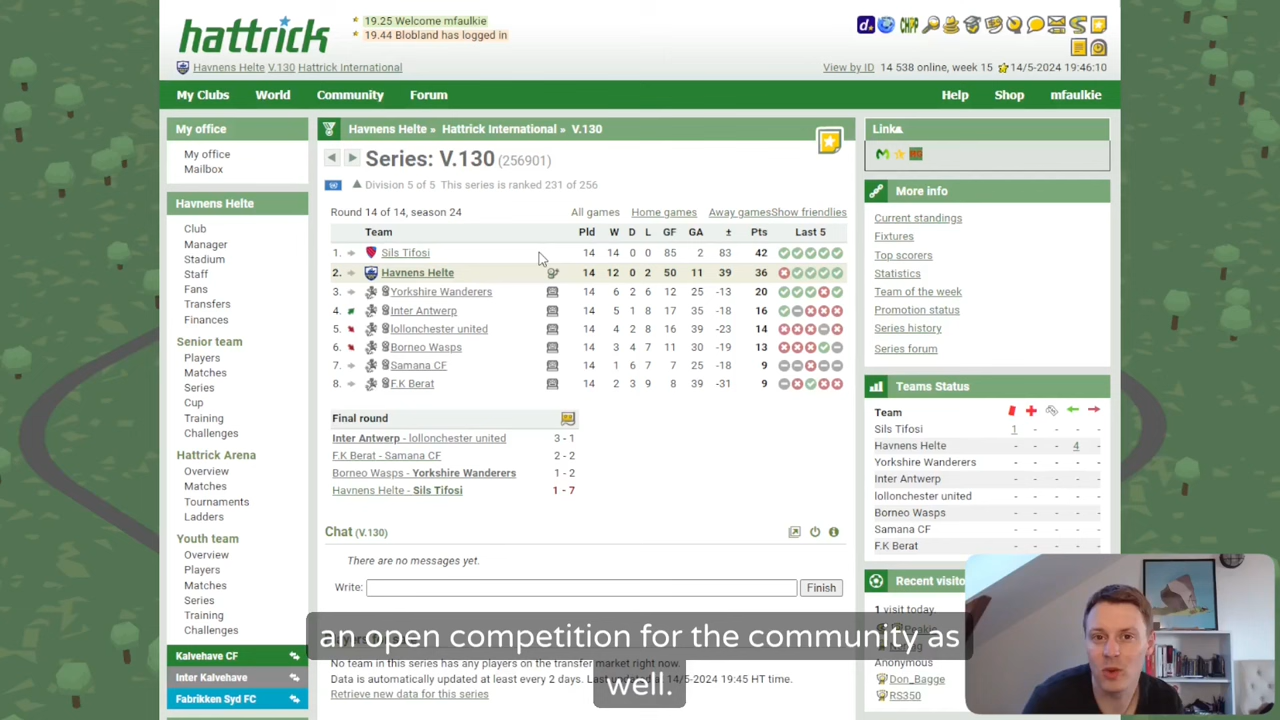 hattrick
19.25 Welcome mfaulkie
19.44 Blobland has logged in
Havnens Helte V.130 Hattrick International
View by ID 14 538 online, week 15 14/5-2024 19:46:10
My Clubs World Community Forum Help Shop mfaulkie
My office
My office
Mailbox
Havnens Helte
Club
Manager
Stadium
Staff
Fans
Transfers
Finances
Senior team
Players
Matches
Series
Cup
Training
Challenges
Hattrick Arena
Overview
Matches
Tournaments
Ladders
Youth team
Overview
Players
Matches
Series
Training
Challenges
Kalvehave CF
Inter Kalvehave
Fabrikken Syd FC
Havnens Helte » Hattrick International » V.130
Series: V.130 (256901)
Division 5 of 5 This series is ranked 231 of 256
Round 14 of 14, season 24 All games Home games Away games Show friendlies
Team Pld W D L GF GA ± Pts Last 5
1. Sils Tifosi 14 14 0 0 85 2 83 42
2. Havnens Helte 14 12 0 2 50 11 39 36
3. Yorkshire Wanderers 14 6 2 6 12 25 -13 20
4. Inter Antwerp 14 5 1 8 17 35 -18 16
5. lollonchester united 14 4 2 8 16 39 -23 14
6. Borneo Wasps 14 3 4 7 11 30 -19 13
7. Samana CF 14 1 6 7 7 25 -18 9
8. F.K Berat 14 2 3 9 8 39 -31 9
Final round
Inter Antwerp - lollonchester united 3 - 1
F.K Berat - Samana CF 2 - 2
Borneo Wasps - Yorkshire Wanderers 1 - 2
Havnens Helte - Sils Tifosi 1 - 7
Chat (V.130)
There are no messages yet.
Write: Finish
an open competition for the community as
well.
No team in this series has any players on the transfer market right now.
Data is automatically updated at least every 2 days. Last updated 14/5-2024 19:45 HT time.
Retrieve new data for this series
Links
More info
Current standings
Fixtures
Top scorers
Statistics
Team of the week
Promotion status
Series history
Series forum
Teams Status
Team
Sils Tifosi 1 - - - -
Havnens Helte - - - 4 -
Yorkshire Wanderers - - - - -
Inter Antwerp - - - - -
lollonchester united - - - - -
Borneo Wasps - - - - -
Samana CF - - - - -
F.K Berat - - - - -
Recent visito
1 visit today.
Anonymous
Don_Bagge
RS350